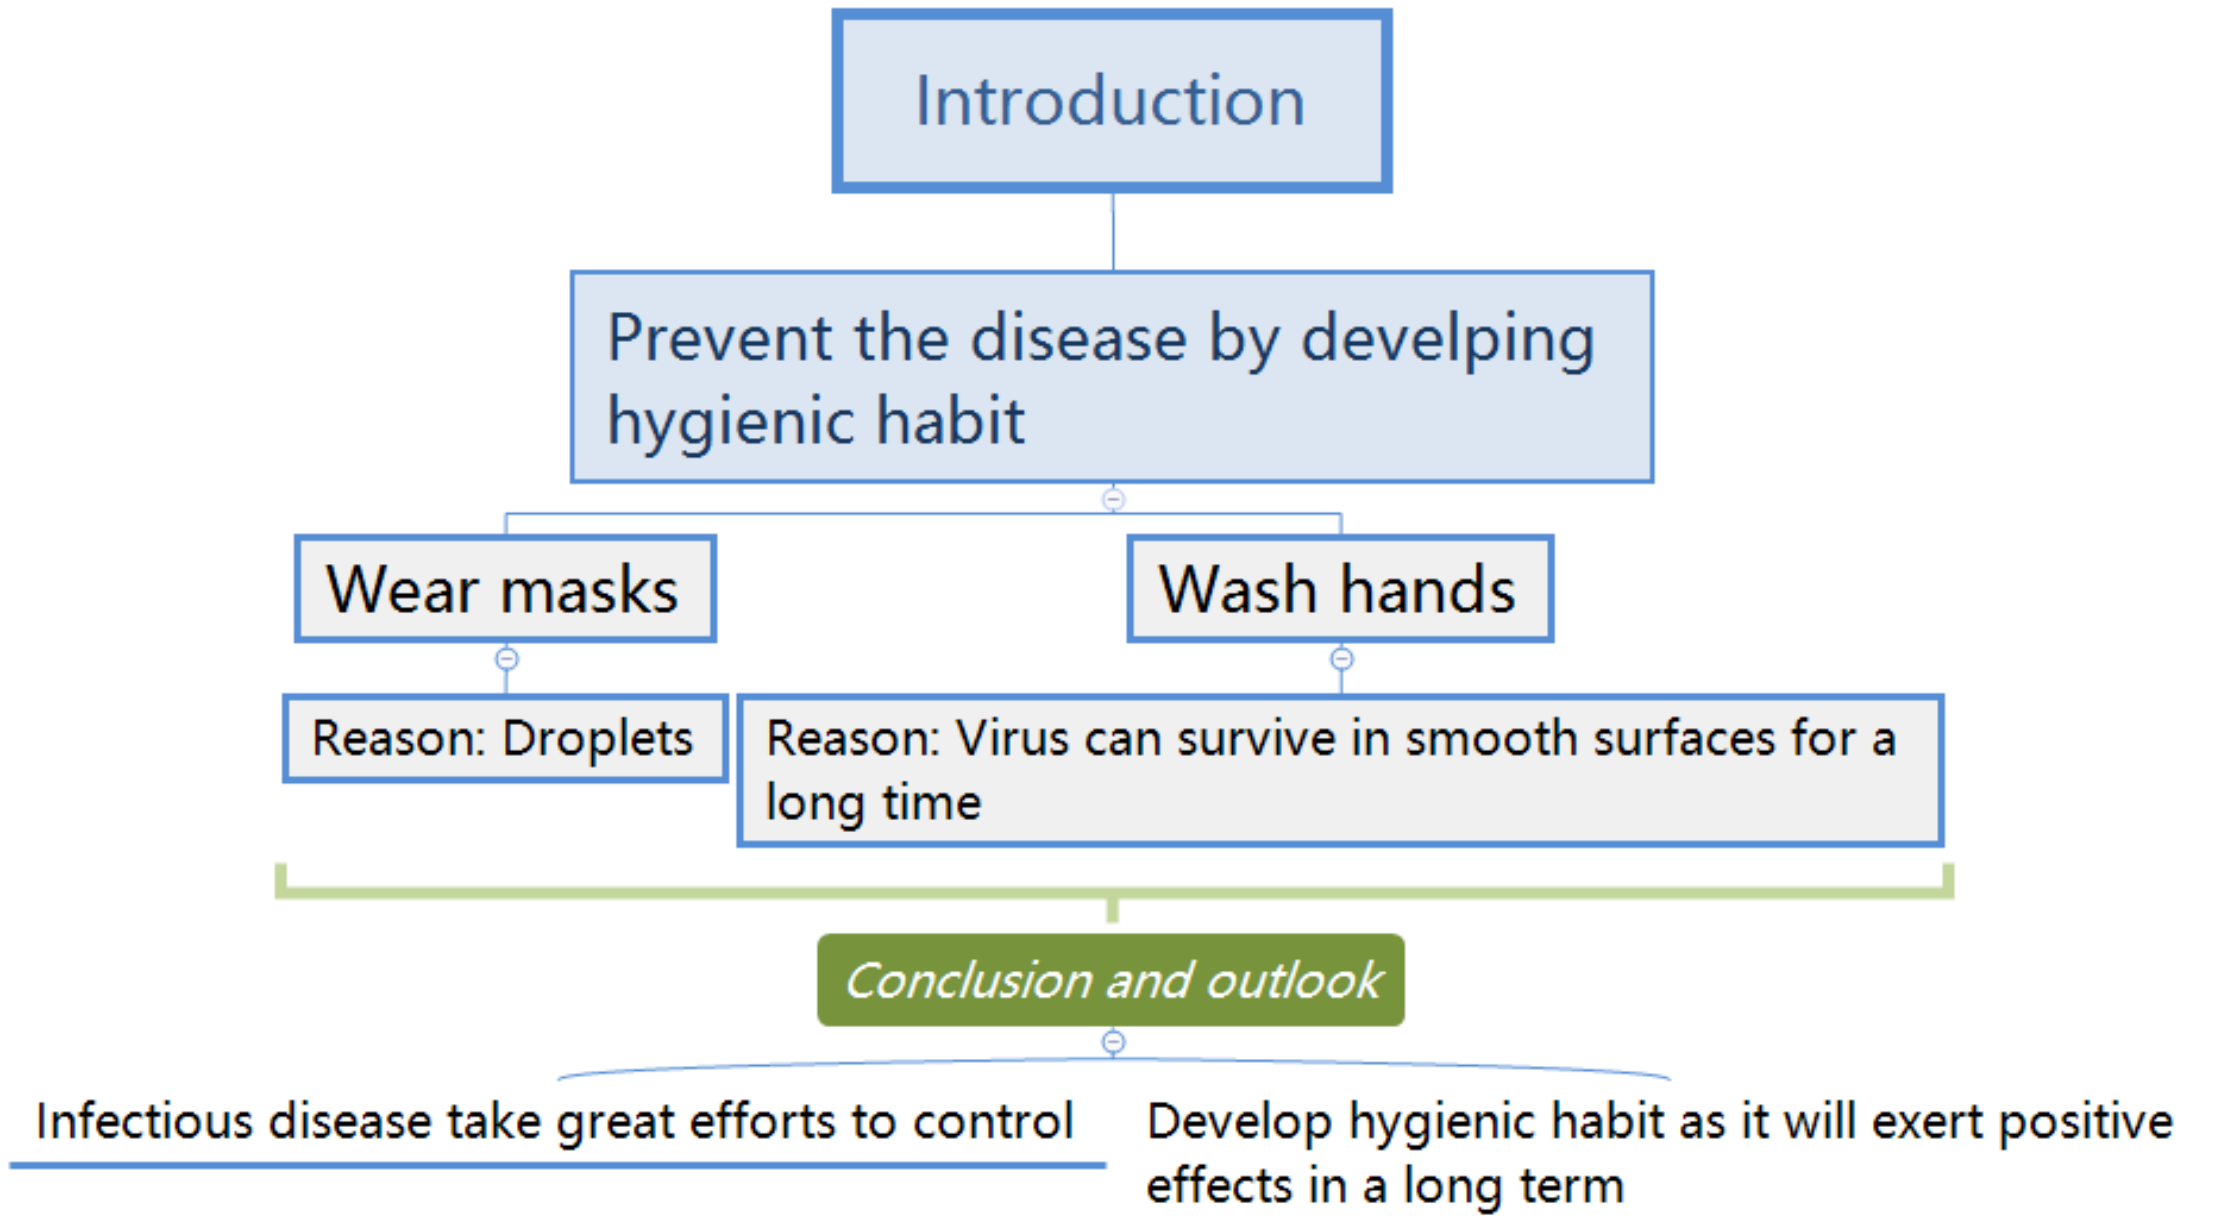 Introduction
Prevent the disease by develping
hygienic habit
Wear masks
Wash hands
Reason: Droplets
Reason: Virus can survive in smooth surfaces for a
long time
Conclusion and outlook
Infectious disease take great efforts to control
Develop hygienic habit as it will exert positive
effects in a long term